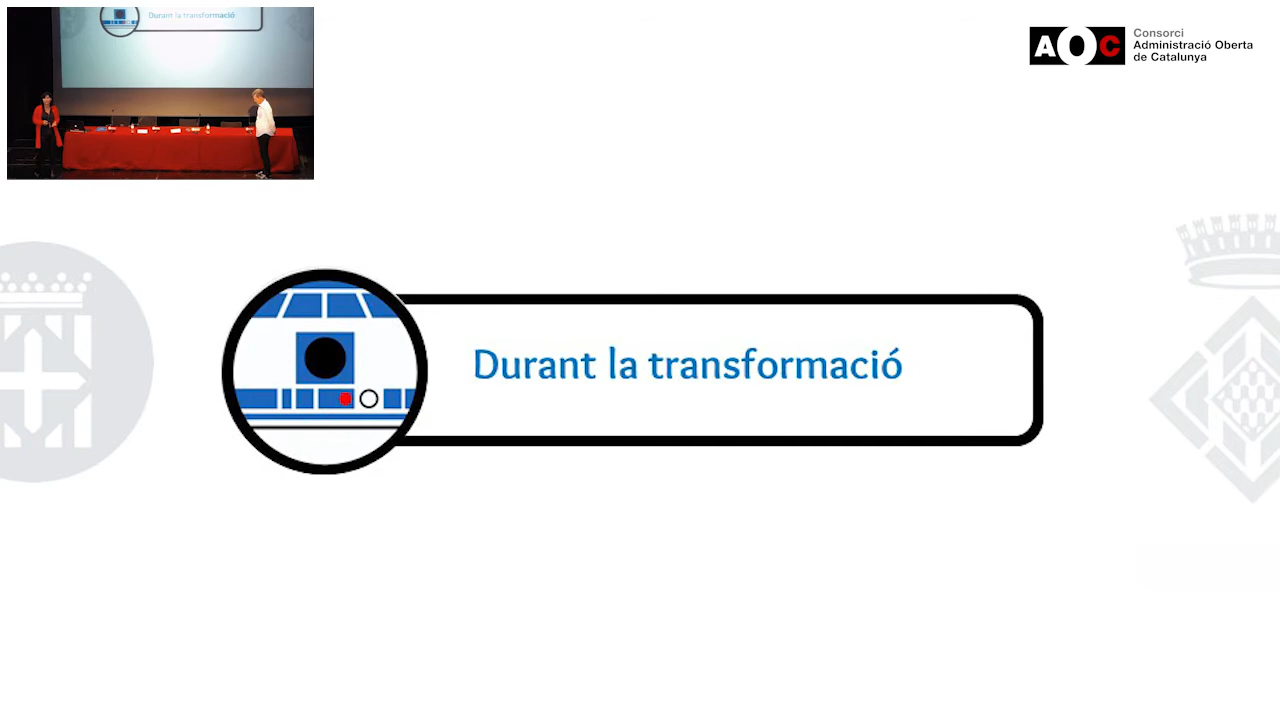 Durant la transformació
AOC
Consorci
Administració Oberta
de Catalunya
Durant la transformació